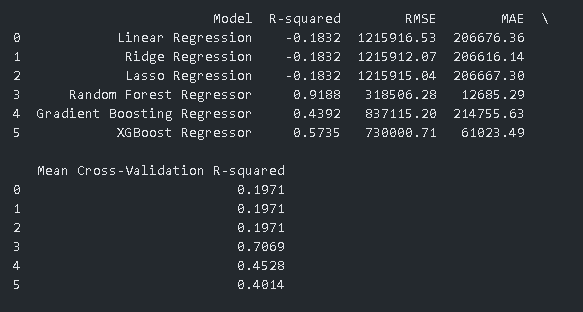 Model R-squared RMSE MAE \
0 Linear Regression -0.1832 1215916.53 206676.36
1 Ridge Regression -0.1832 1215912.07 206616.14
2 Lasso Regression -0.1832 1215915.04 206667.30
3 Random Forest Regressor 0.9188 318506.28 12685.29
4 Gradient Boosting Regressor 0.4392 837115.20 214755.63
5 XGBoost Regressor 0.5735 730000.71 61023.49
Mean Cross-Validation R-squared
0 0.1971
1 0.1971
2 0.1971
3 0.7069
4 0.4528
5 0.4014